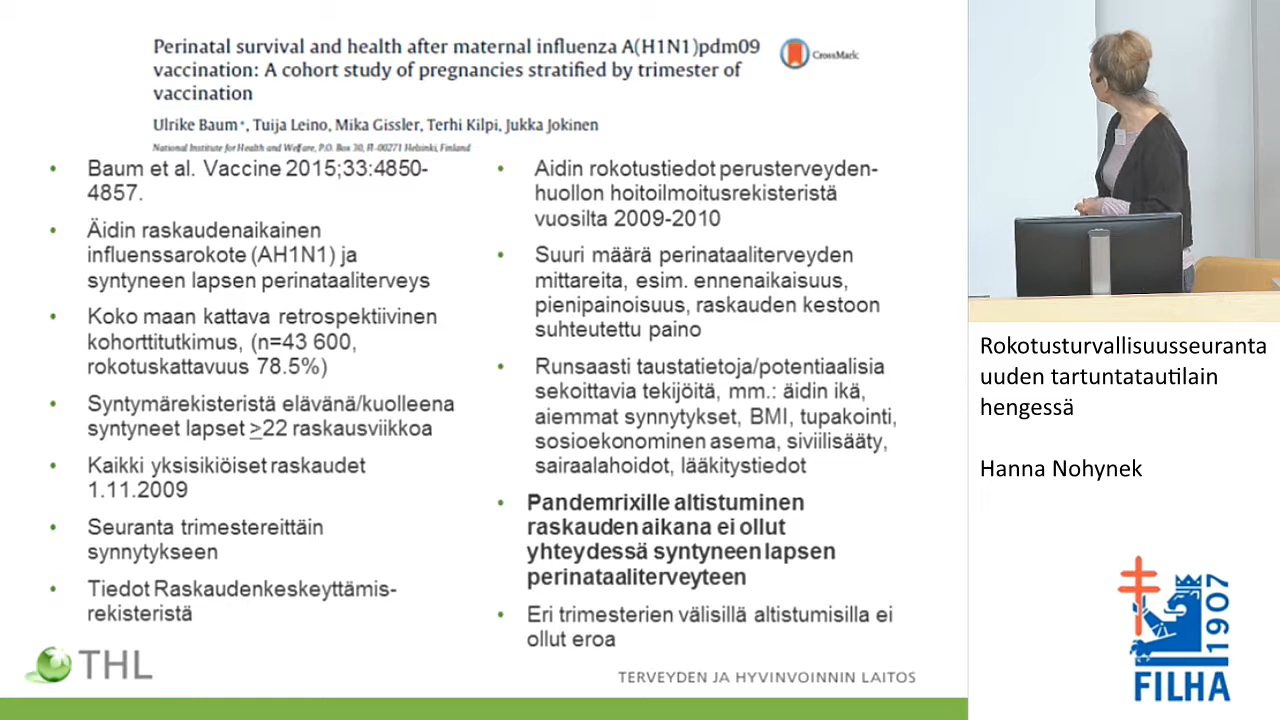 Perinatal survival and health after maternal influenza A(H1N1)pdm09
vaccination: A cohort study of pregnancies stratified by trimester of
vaccination
CrossMark
Ulrike Baum*, Tuija Leino, Mika Gissler, Terhi Kilpi, Jukka Jokinen
National Institute for Health and Welfare, P.O. Box 30, FI-00271 Helsinki, Finland
• Baum et al. Vaccine 2015;33:4850-
4857.
• Äidin raskaudenaikainen
influenssarokote (AH1N1) ja
syntyneen lapsen perinataaliterveys
• Koko maan kattava retrospektiivinen
kohorttitutkimus, (n=43 600,
rokotuskattavuus 78.5%)
• Syntymärekisteristä elävänä/kuolleena
syntyneet lapset ≥22 raskausviikkoa
• Kaikki yksisikiöiset raskaudet
1.11.2009
• Seuranta trimestereittäin
synnytykseen
• Tiedot Raskaudenkeskeyttämis-
rekisteristä
• Aidin rokotustiedot perusterveyden-
huollon hoitoilmoitusrekisteristä
vuosilta 2009-2010
• Suuri määrä perinataaliterveyden
mittareita, esim. ennenaikaisuus,
pienipainoisuus, raskauden kestoon
suhteutettu paino
• Runsaasti taustatietoja/potentiaalisia
sekoittavia tekijöitä, mm.: äidin ikä,
aiemmat synnytykset, BMI, tupakointi,
sosioekonominen asema, siviilisääty,
sairaalahoidot, lääkitystiedot
• Pandemrixille altistuminen
raskauden aikana ei ollut
yhteydessä syntyneen lapsen
perinataaliterveyteen
• Eri trimesterien välisillä altistumisilla ei
ollut eroa
THL
TERVEYDEN JA HYVINVOINNIN LAITOS
Rokotusturvallisuusseuranta
uuden tartuntatautilain
hengessä
Hanna Nohynek
1907
FILHA